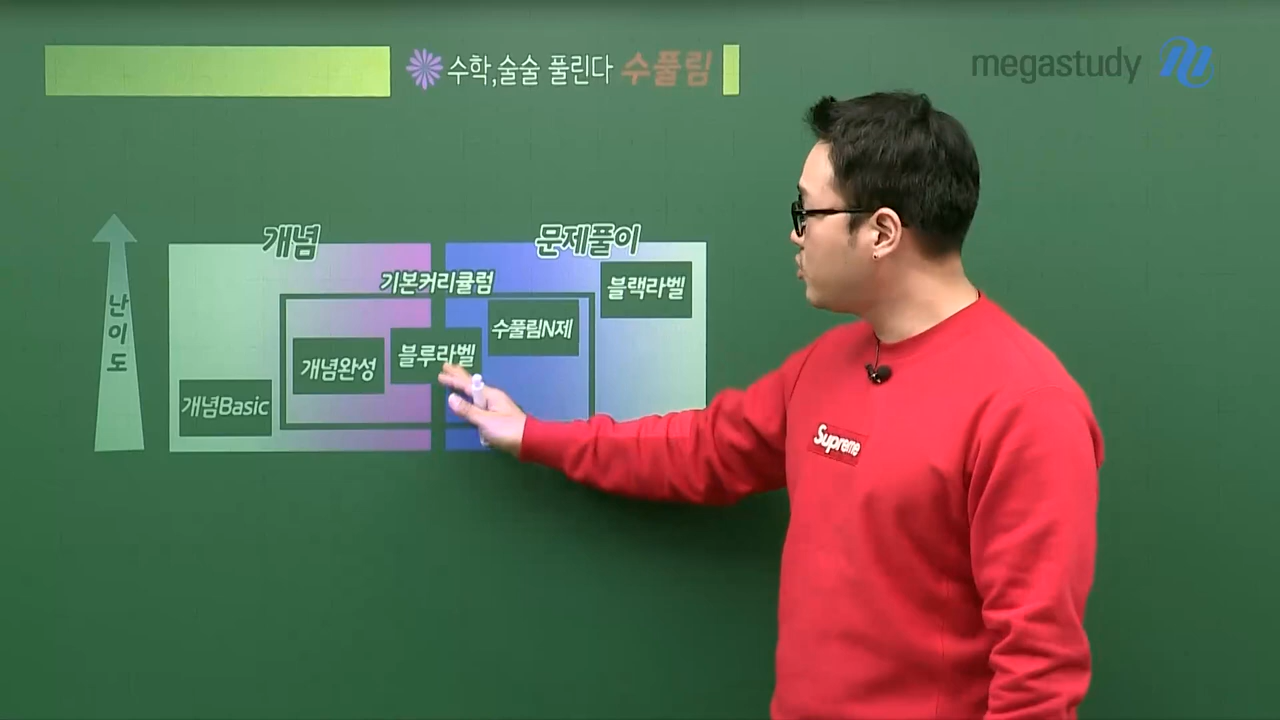 수학,술술 풀린다 수풀림
megastudy
개념
문제풀이
기본커리큘럼
블랙라벨
수풀림N제
블루라벨
개념완성
개념Basic
난이도
Supreme